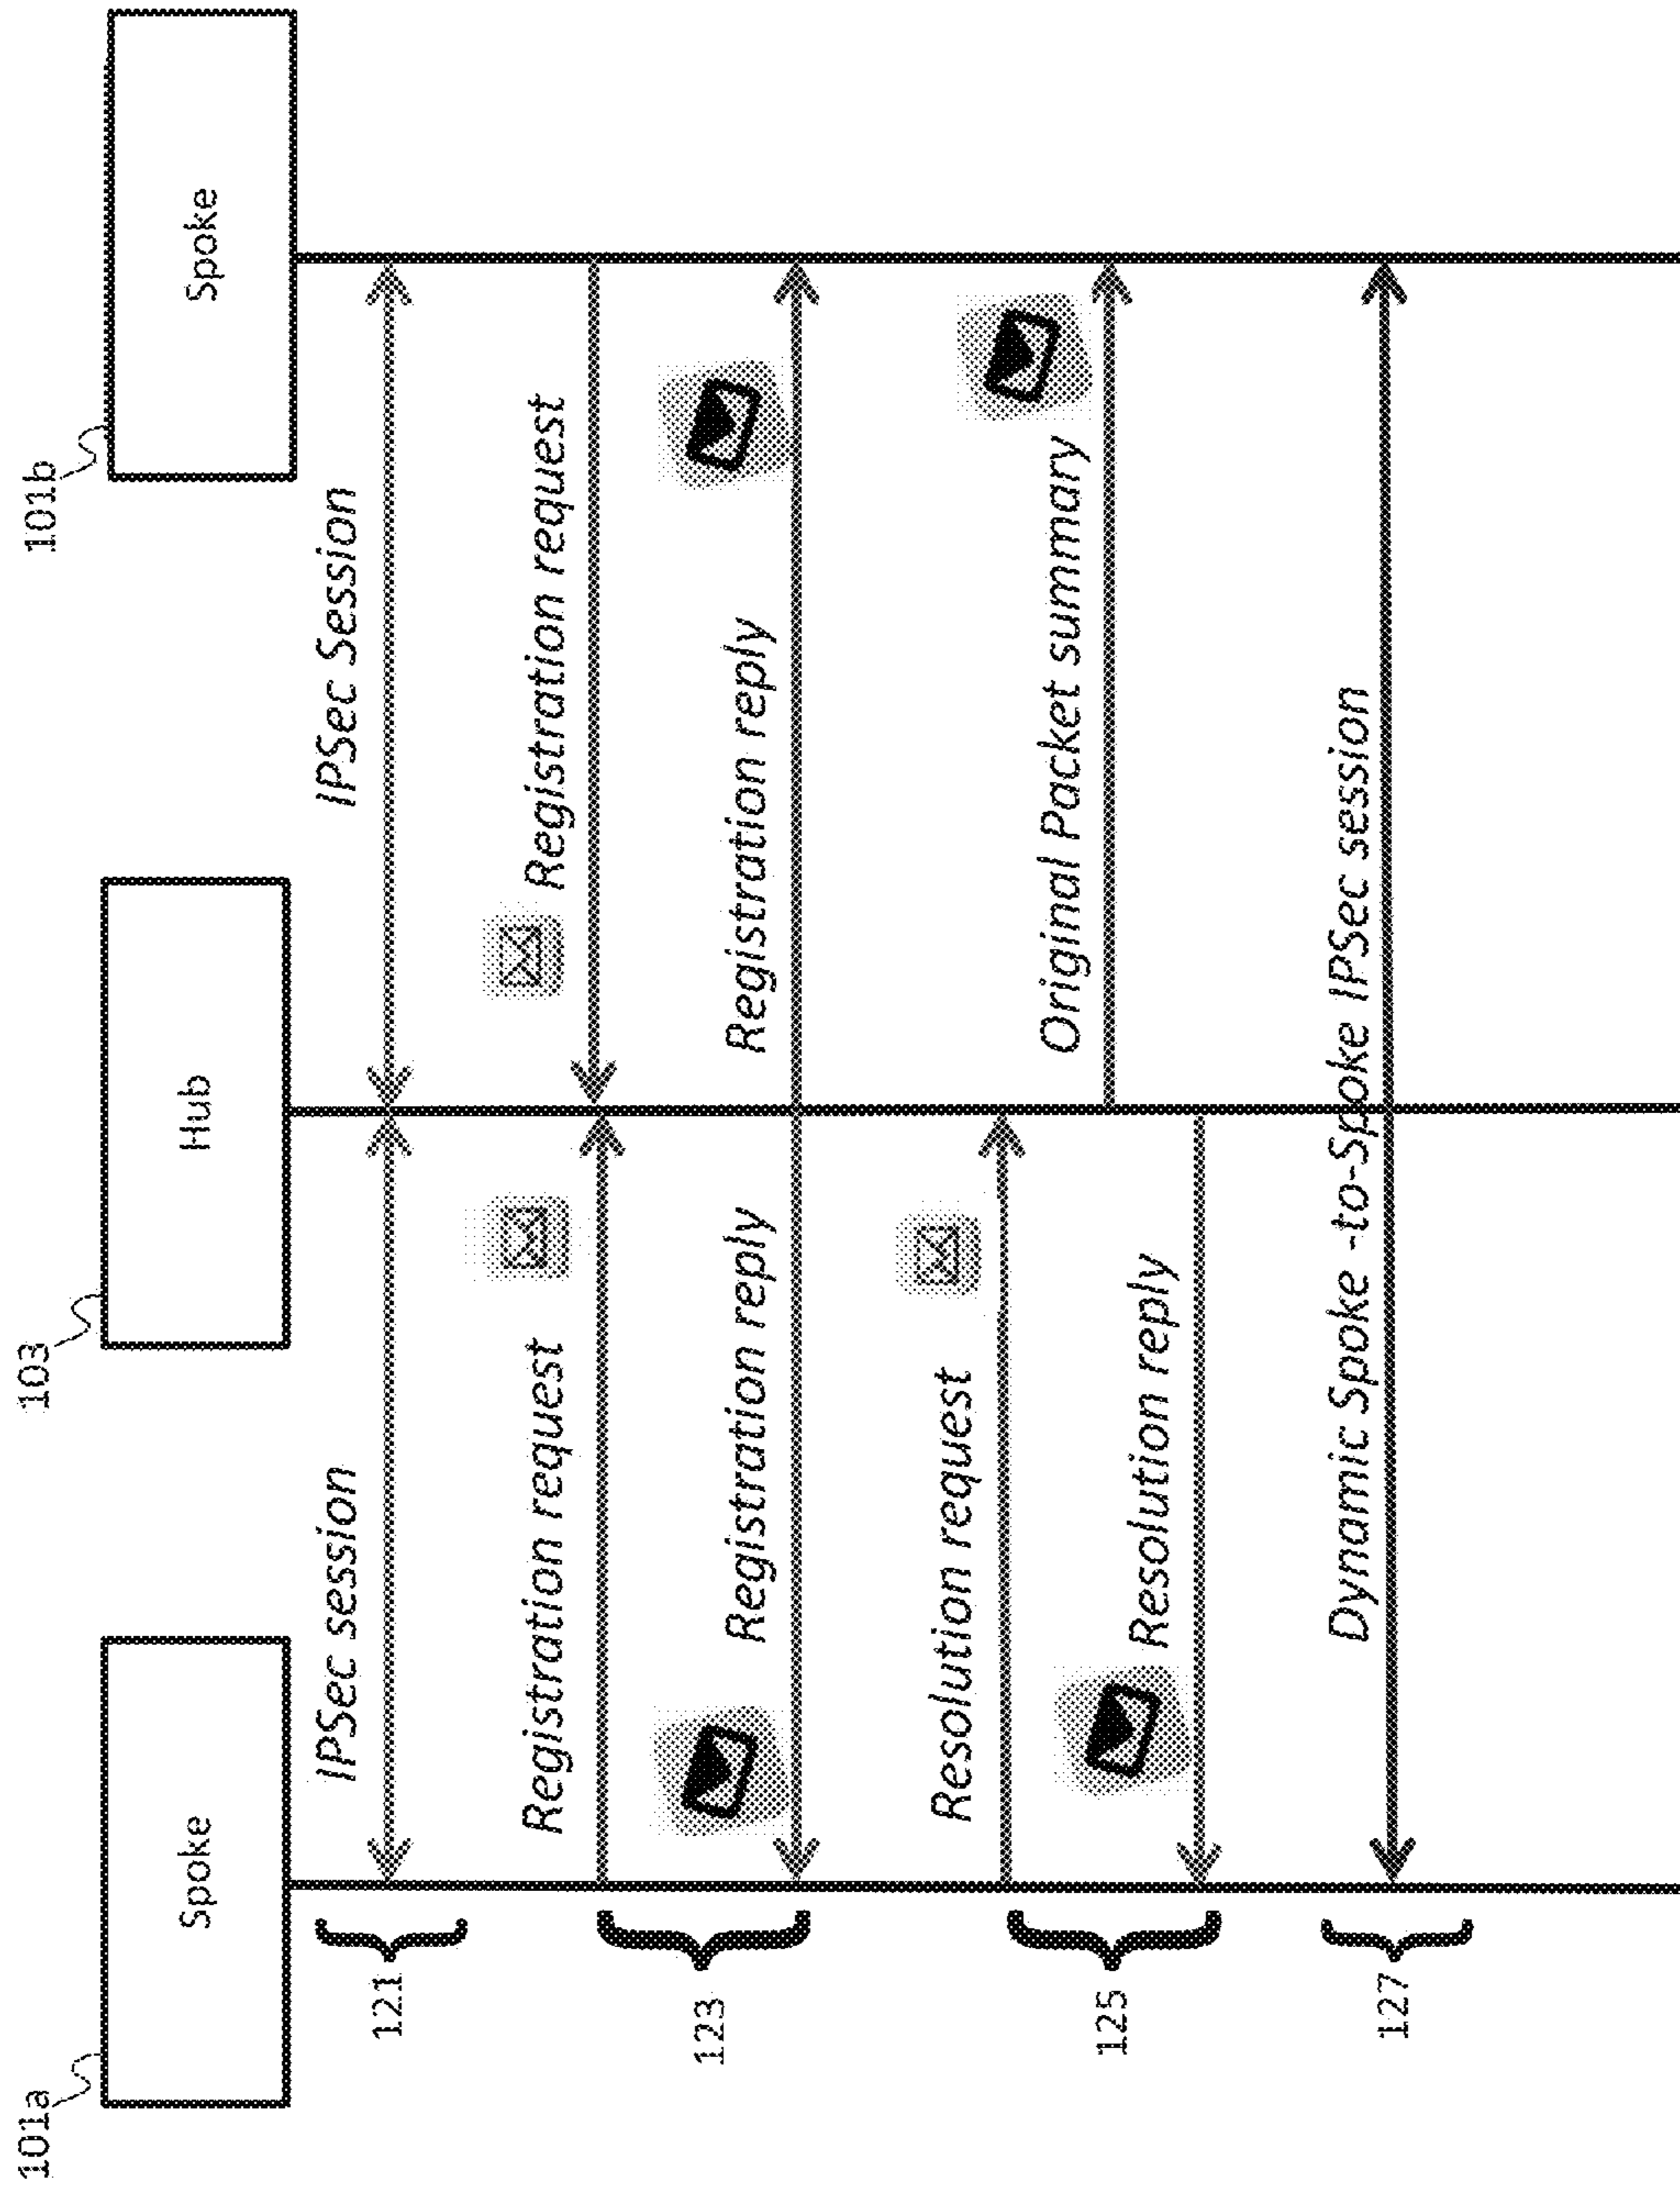 101a
103
101b
Spoke
Hub
Spoke
121
IPSec session
IPSec Session
Registration request
Registration request
123
Registration reply
Registration reply
Resolution request
125
Original Packet summary
Resolution reply
127
Dynamic Spoke -to-Spoke IPSec session